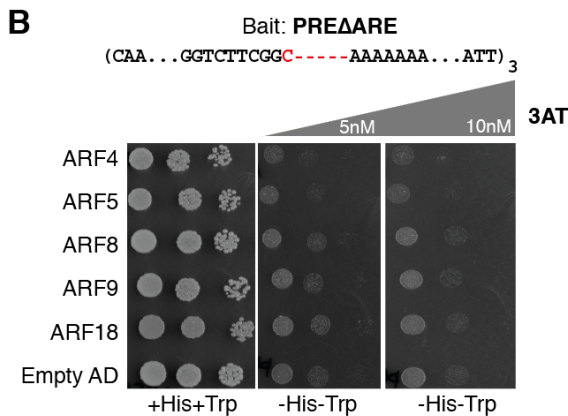 B
Bait: PREΔARE
(CAA...GGTCTTCGGC-----AAAAAAA...ATT)3
5nM 10nM 3AT
ARF4
ARF5
ARF8
ARF9
ARF18
Empty AD
+His+Trp -His-Trp -His-Trp